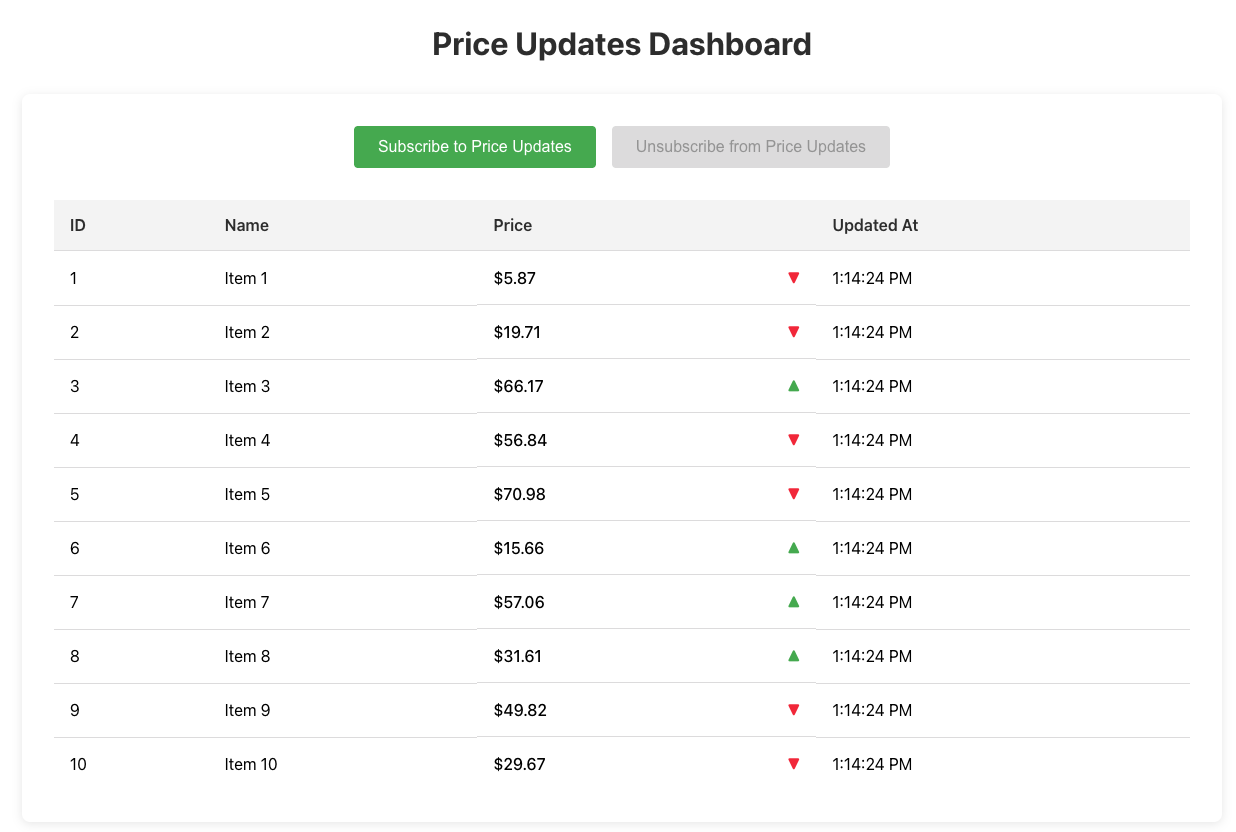 Price Updates Dashboard
Subscribe to Price Updates Unsubscribe from Price Updates
ID Name Price Updated At
1 Item 1 $5.87 ▼ 1:14:24 PM
2 Item 2 $19.71 ▼ 1:14:24 PM
3 Item 3 $66.17 ▲ 1:14:24 PM
4 Item 4 $56.84 ▼ 1:14:24 PM
5 Item 5 $70.98 ▼ 1:14:24 PM
6 Item 6 $15.66 ▲ 1:14:24 PM
7 Item 7 $57.06 ▲ 1:14:24 PM
8 Item 8 $31.61 ▲ 1:14:24 PM
9 Item 9 $49.82 ▼ 1:14:24 PM
10 Item 10 $29.67 ▼ 1:14:24 PM